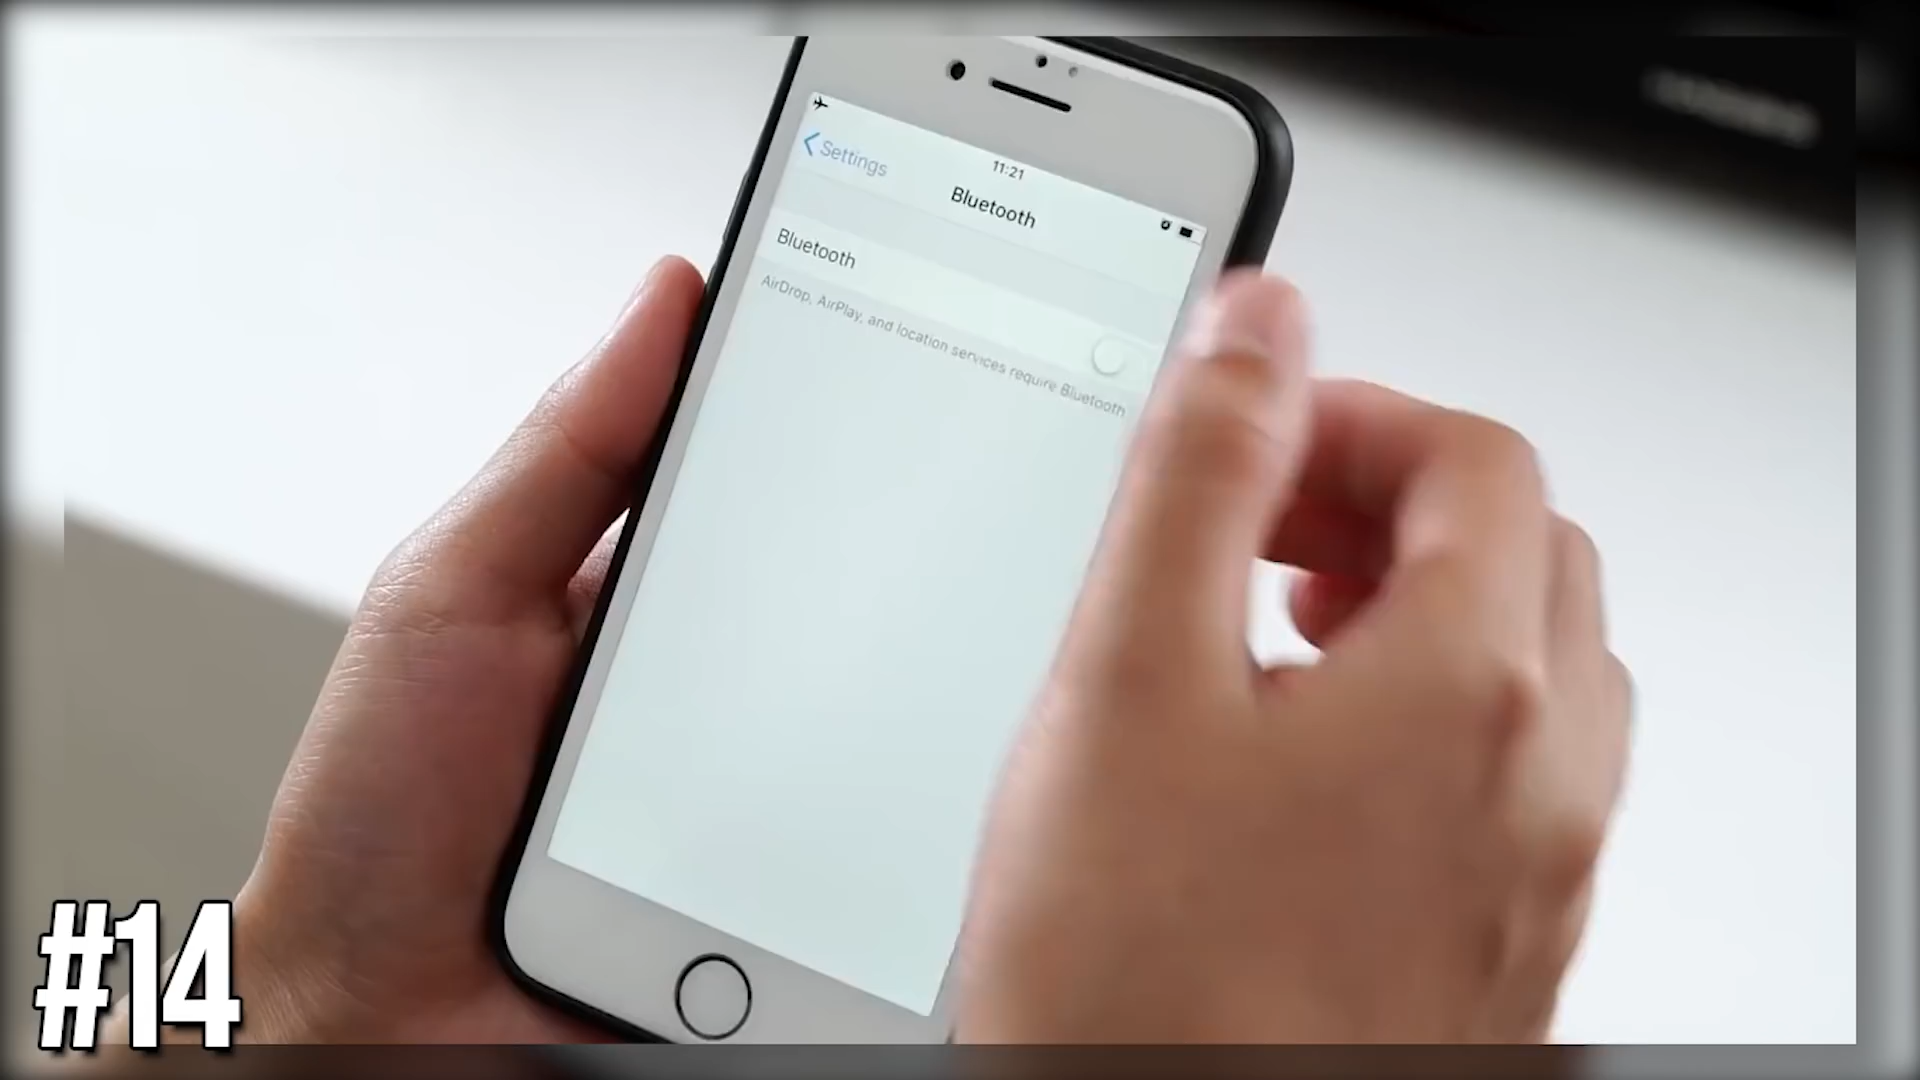 11:21
Settings
Bluetooth
Bluetooth
AirDrop, AirPlay, and location services require Bluetooth
#14